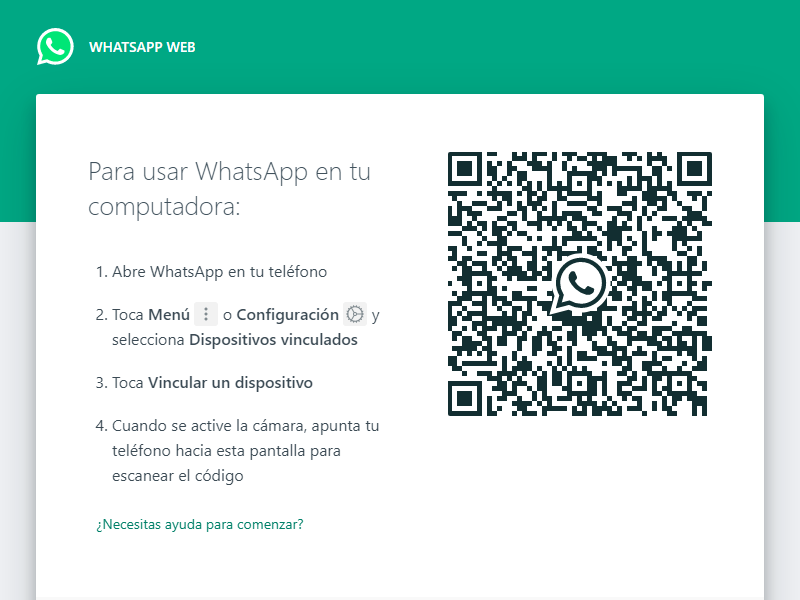 WHATSAPP WEB
Para usar WhatsApp en tu
computadora:
1. Abre WhatsApp en tu teléfono
2. Toca Menú o Configuración y
selecciona Dispositivos vinculados
3. Toca Vincular un dispositivo
4. Cuando se active la cámara, apunta tu
teléfono hacia esta pantalla para
escanear el código
¿Necesitas ayuda para comenzar?